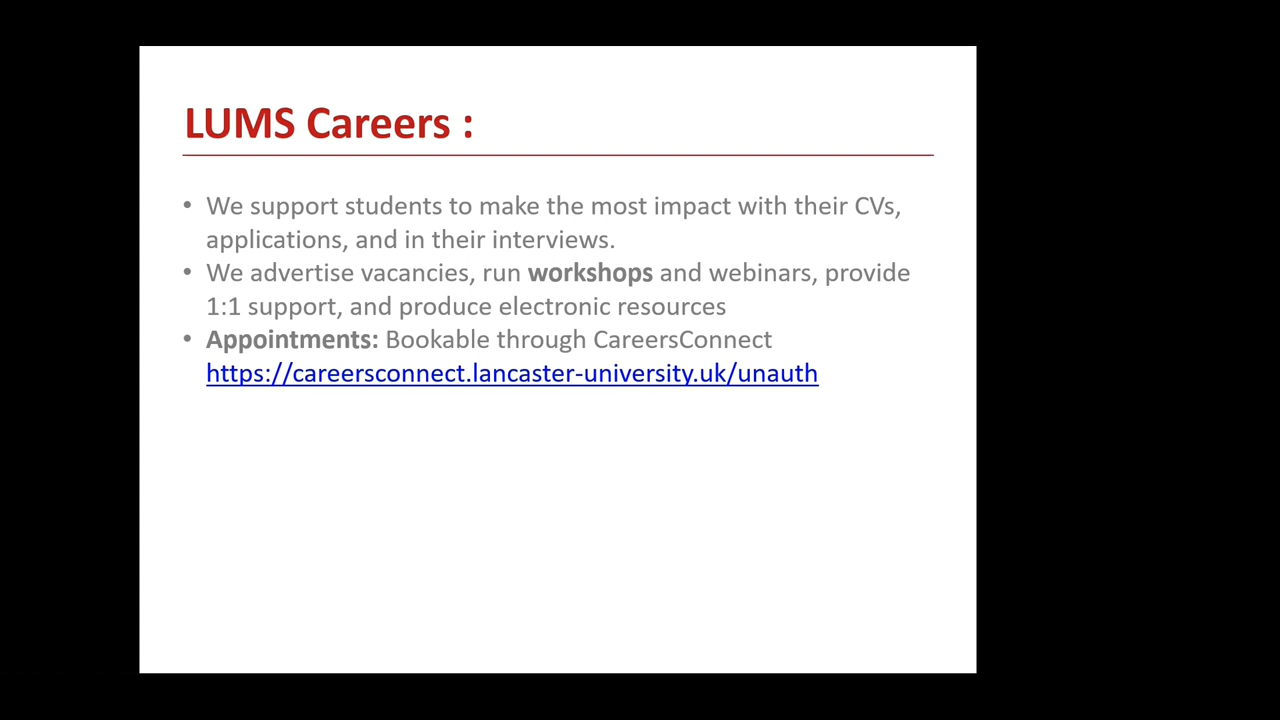 LUMS Careers :
• We support students to make the most impact with their CVs,
applications, and in their interviews.
• We advertise vacancies, run workshops and webinars, provide
1:1 support, and produce electronic resources
• Appointments: Bookable through CareersConnect
https://careersconnect.lancaster-university.uk/unauth